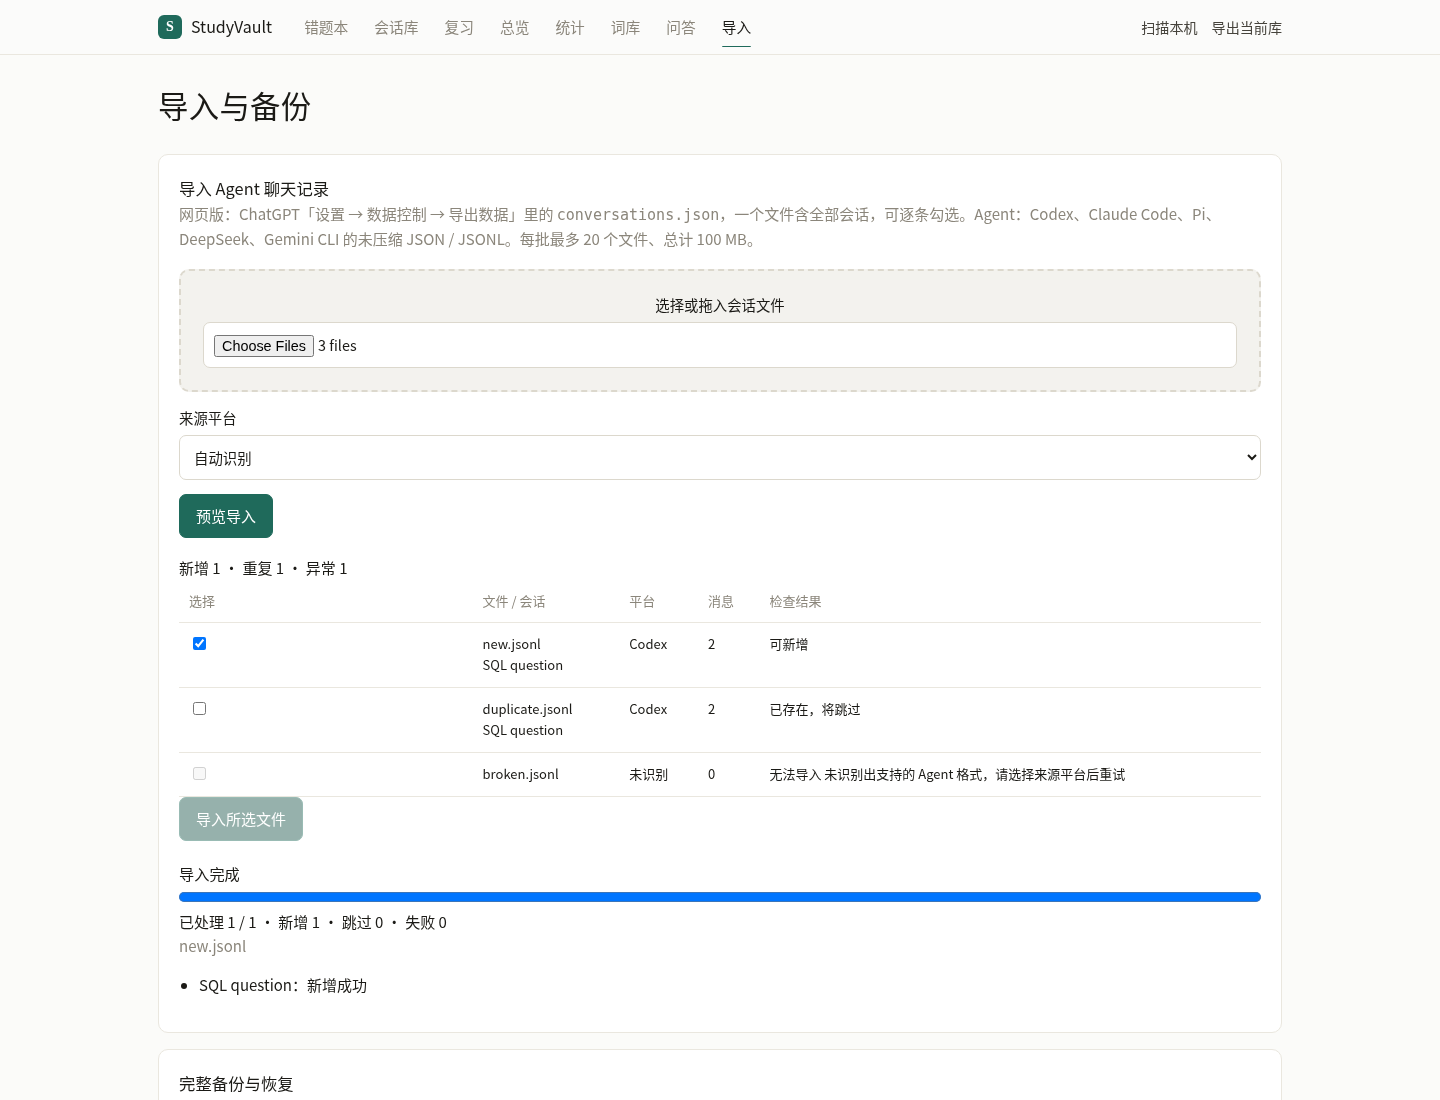 S StudyVault 错题本 会话库 复习 总览 统计 词库 问答 导入 扫描本机 导出当前库
导入与备份
导入 Agent 聊天记录
网页版：ChatGPT「设置 → 数据控制 → 导出数据」里的 conversations.json，一个文件含全部会话，可逐条勾选。Agent：Codex、Claude Code、Pi、
DeepSeek、Gemini CLI 的未压缩 JSON / JSONL。每批最多 20 个文件、总计 100 MB。
选择或拖入会话文件
Choose Files 3 files
来源平台
自动识别
预览导入
新增 1 · 重复 1 · 异常 1
选择 文件 / 会话 平台 消息 检查结果
new.jsonl Codex 2 可新增
SQL question
duplicate.jsonl Codex 2 已存在，将跳过
SQL question
broken.jsonl 未识别 0 无法导入 未识别出支持的 Agent 格式，请选择来源平台后重试
导入所选文件
导入完成
已处理 1 / 1 · 新增 1 · 跳过 0 · 失败 0
new.jsonl
• SQL question：新增成功
完整备份与恢复